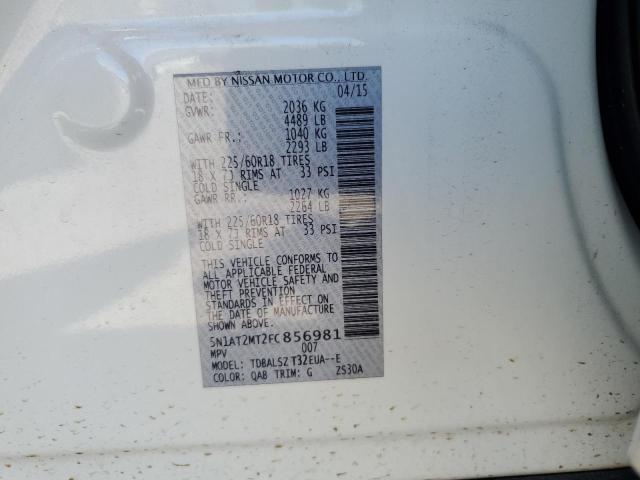 MFD BY NISSAN MOTOR CO., LTD.
DATE: 04/15
GVWR: 2036 KG
4489 LB
GAWR FR.: 1040 KG
2293 LB
WITH 225/60R18 TIRES
18 X 7J RIMS AT 33 PSI
COLD SINGLE
GAWR RR.: 1027 KG
2264 LB
WITH 225/60R18 TIRES
18 X 7J RIMS AT 33 PSI
COLD SINGLE
THIS VEHICLE CONFORMS TO
ALL APPLICABLE FEDERAL
MOTOR VEHICLE SAFETY AND
THEFT PREVENTION
STANDARDS IN EFFECT ON
THE DATE OF MANUFACTURE
SHOWN ABOVE.
5N1AT2MT2FC856981
MPV 007
MODEL: TDBALSZ T32EUA--E
COLOR: QAB TRIM: G ZS30A